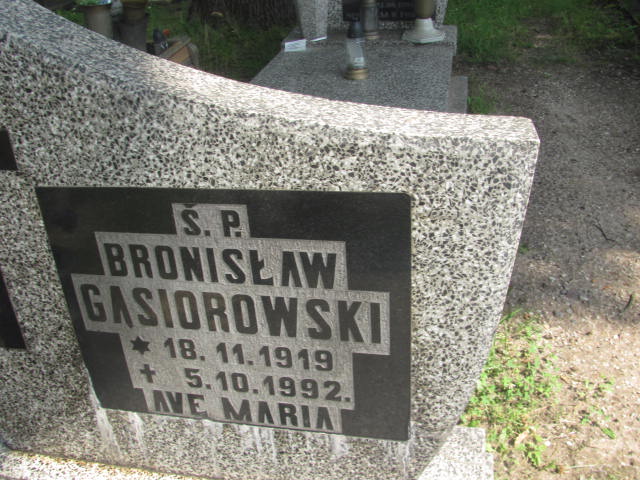 Ś.P.
BRONISŁAW
GĄSIOROWSKI
* 18.11.1919
✝ 5.10.1992.
AVE MARIA